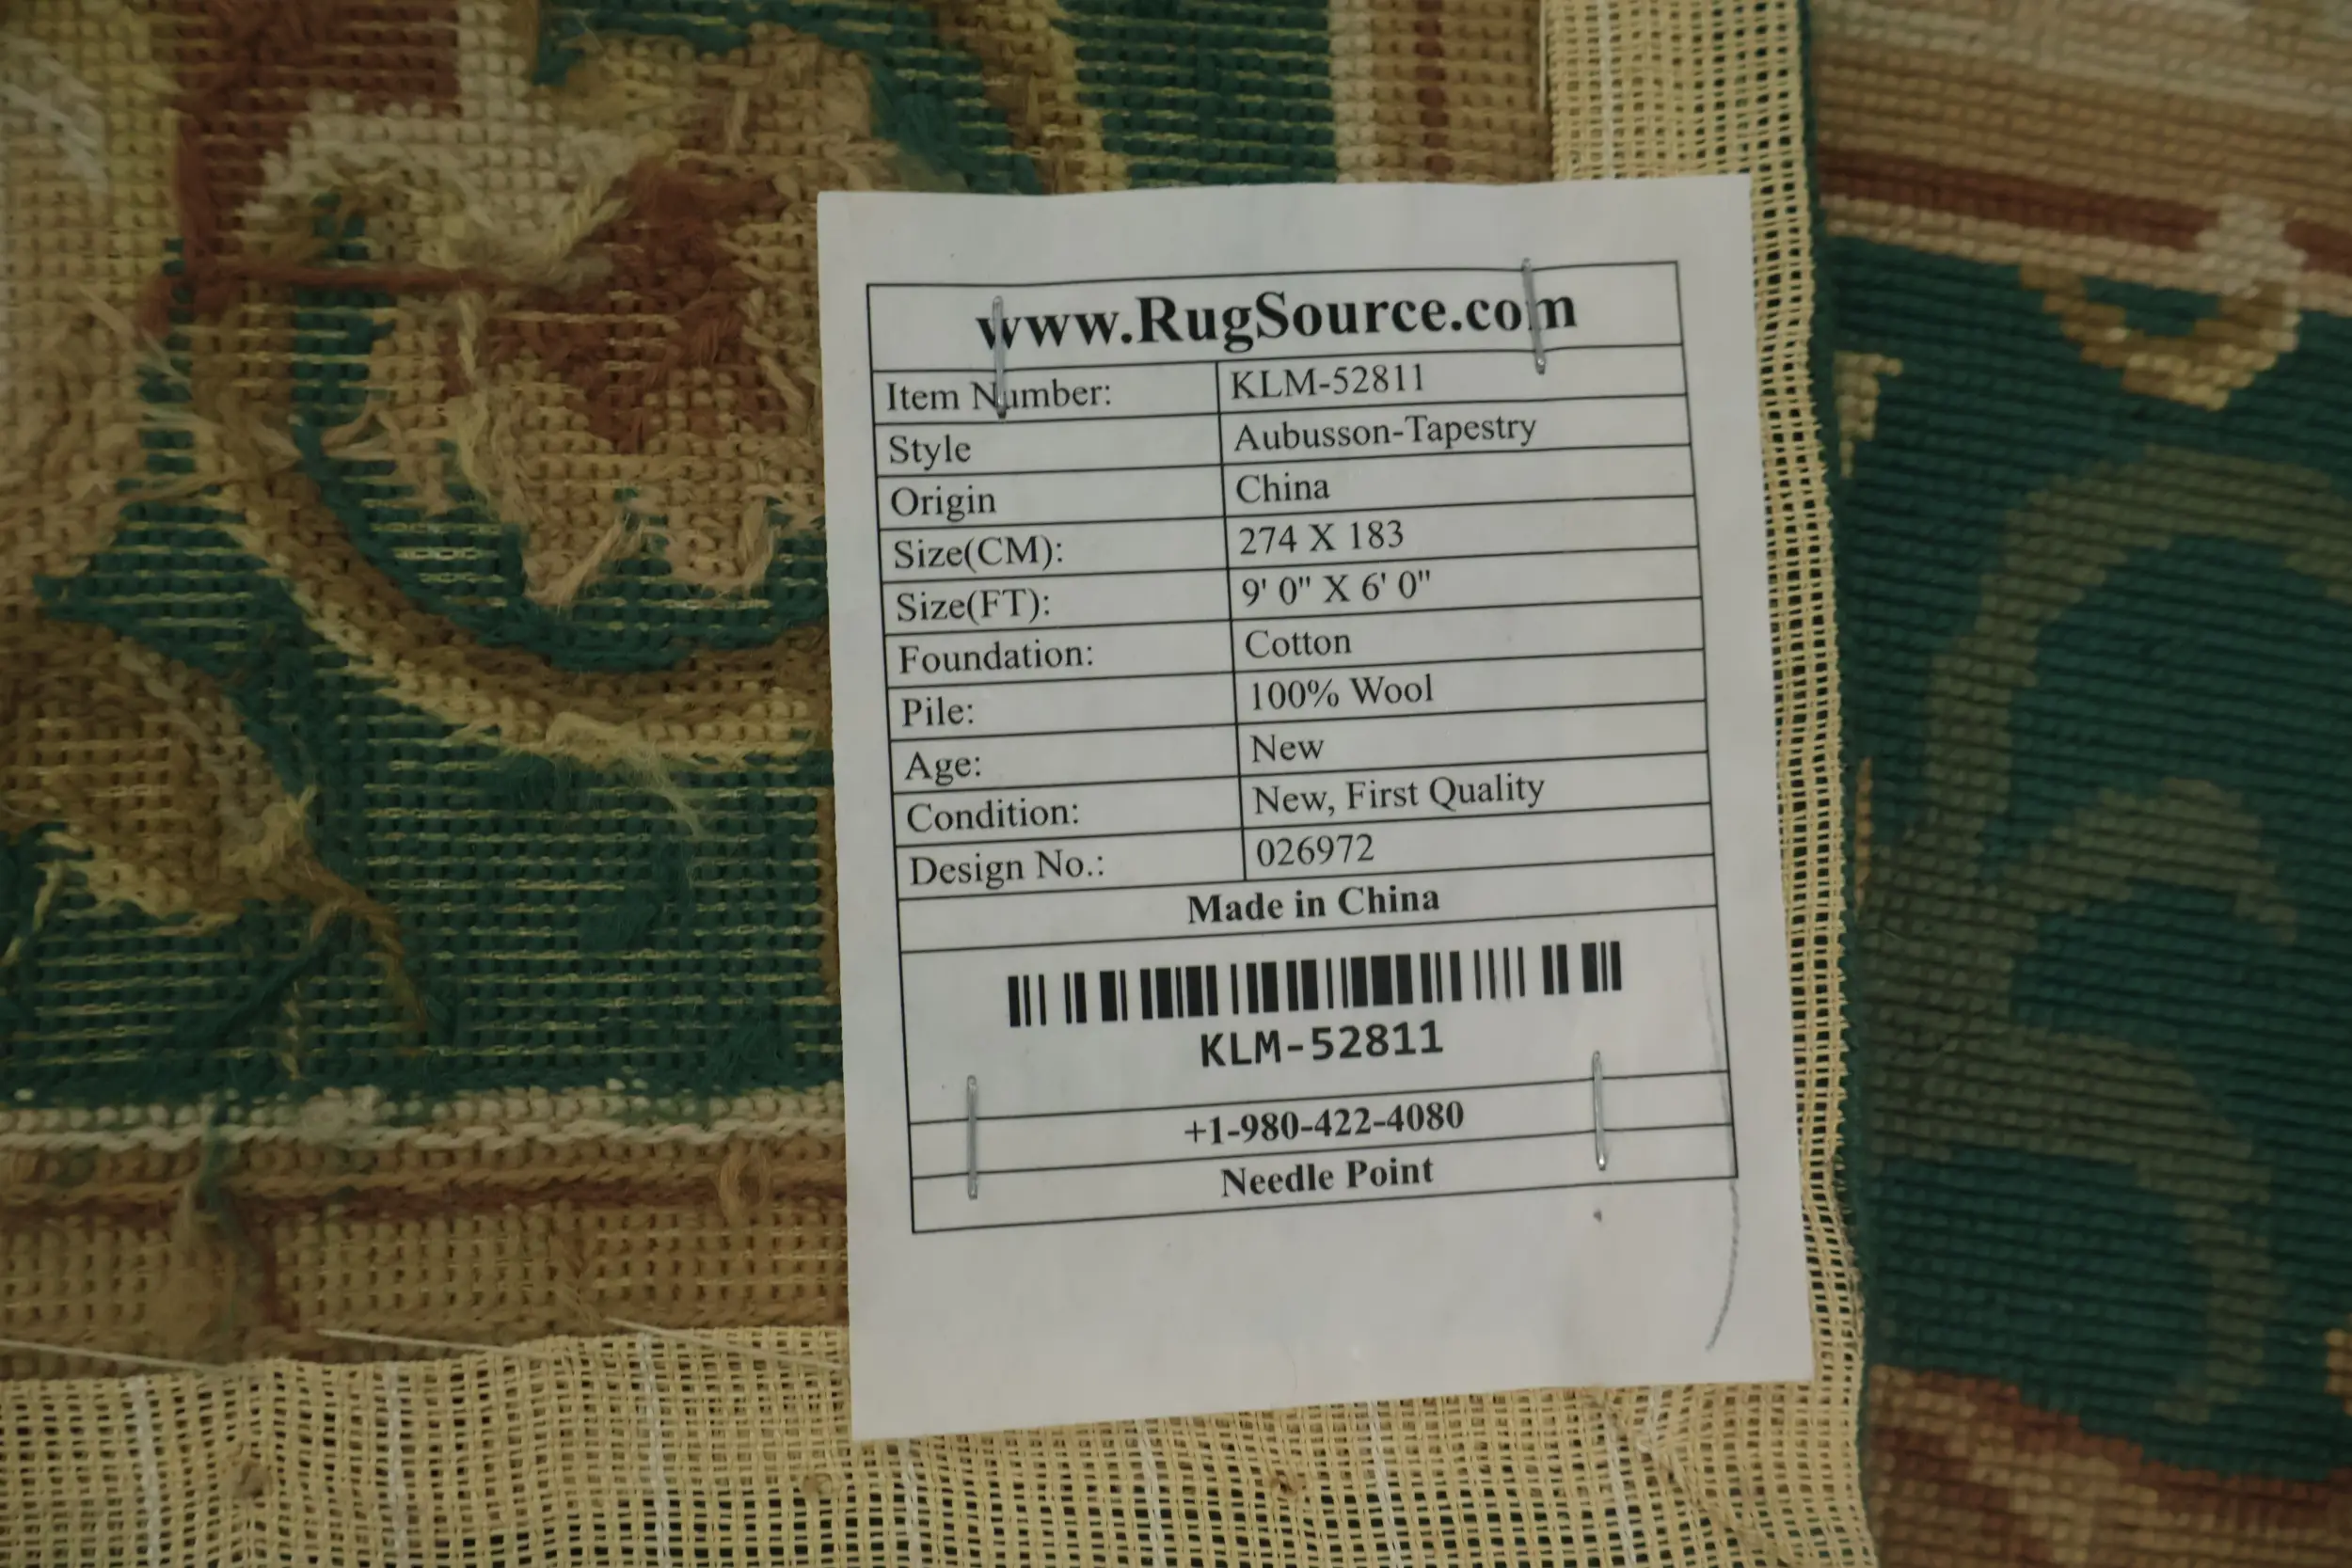 www.RugSource.com
Item Number: KLM-52811
Style Aubusson-Tapestry
Origin China
Size(CM): 274 X 183
Size(FT): 9' 0" X 6' 0"
Foundation: Cotton
Pile: 100% Wool
Age: New
Condition: New, First Quality
Design No.: 026972
Made in China
KLM-52811
+1-980-422-4080
Needle Point